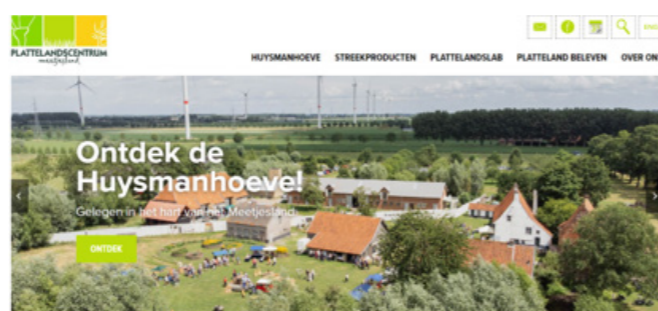 PLATTELANDSCENTRUM
meetjesland
HUYSMANHOEVE STREEKPRODUCTEN PLATTELANDSLAB PLATTELAND BELEVEN OVER ON
Ontdek de
Huysmanhoeve!
Gelegen in het hart van het Meetjesland.
ONTDEK